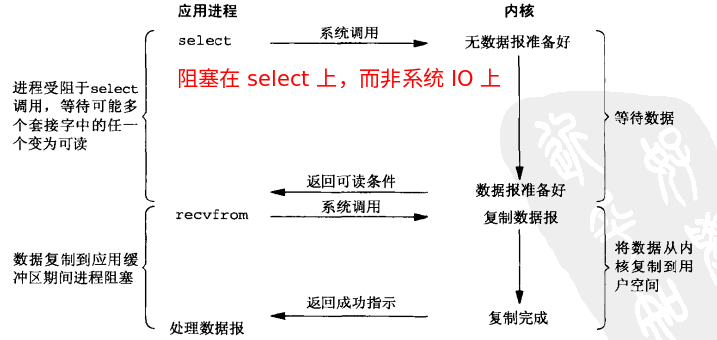 应用进程
内核
select
系统调用
无数据报准备好
阻塞在 select 上，而非系统 IO 上
进程受阻于select
调用，等待可能多
个套接字中的任一
个变为可读
等待数据
返回可读条件
数据报准备好
recvfrom
系统调用
复制数据报
数据复制到应用缓
冲区期间进程阻塞
将数据从内
核复制到用
户空间
返回成功指示
复制完成
处理数据报